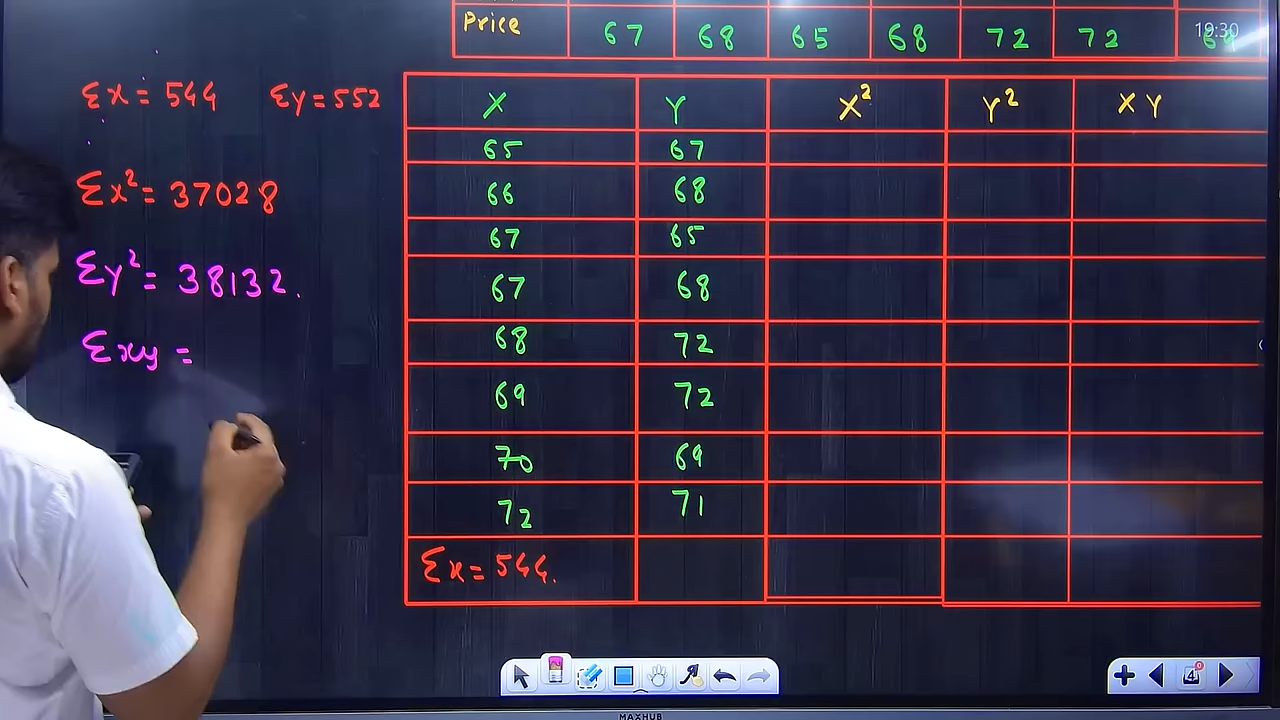 Price 67 68 65 68 72 72 69
19:30
Σx = 544 Σy = 552
Σx² = 37028
Σy² = 38132.
Σxy =
X Y X² Y² XY
65 67
66 68
67 65
67 68
68 72
69 72
70 69
72 71
Σx = 544.
4
MAXHUB